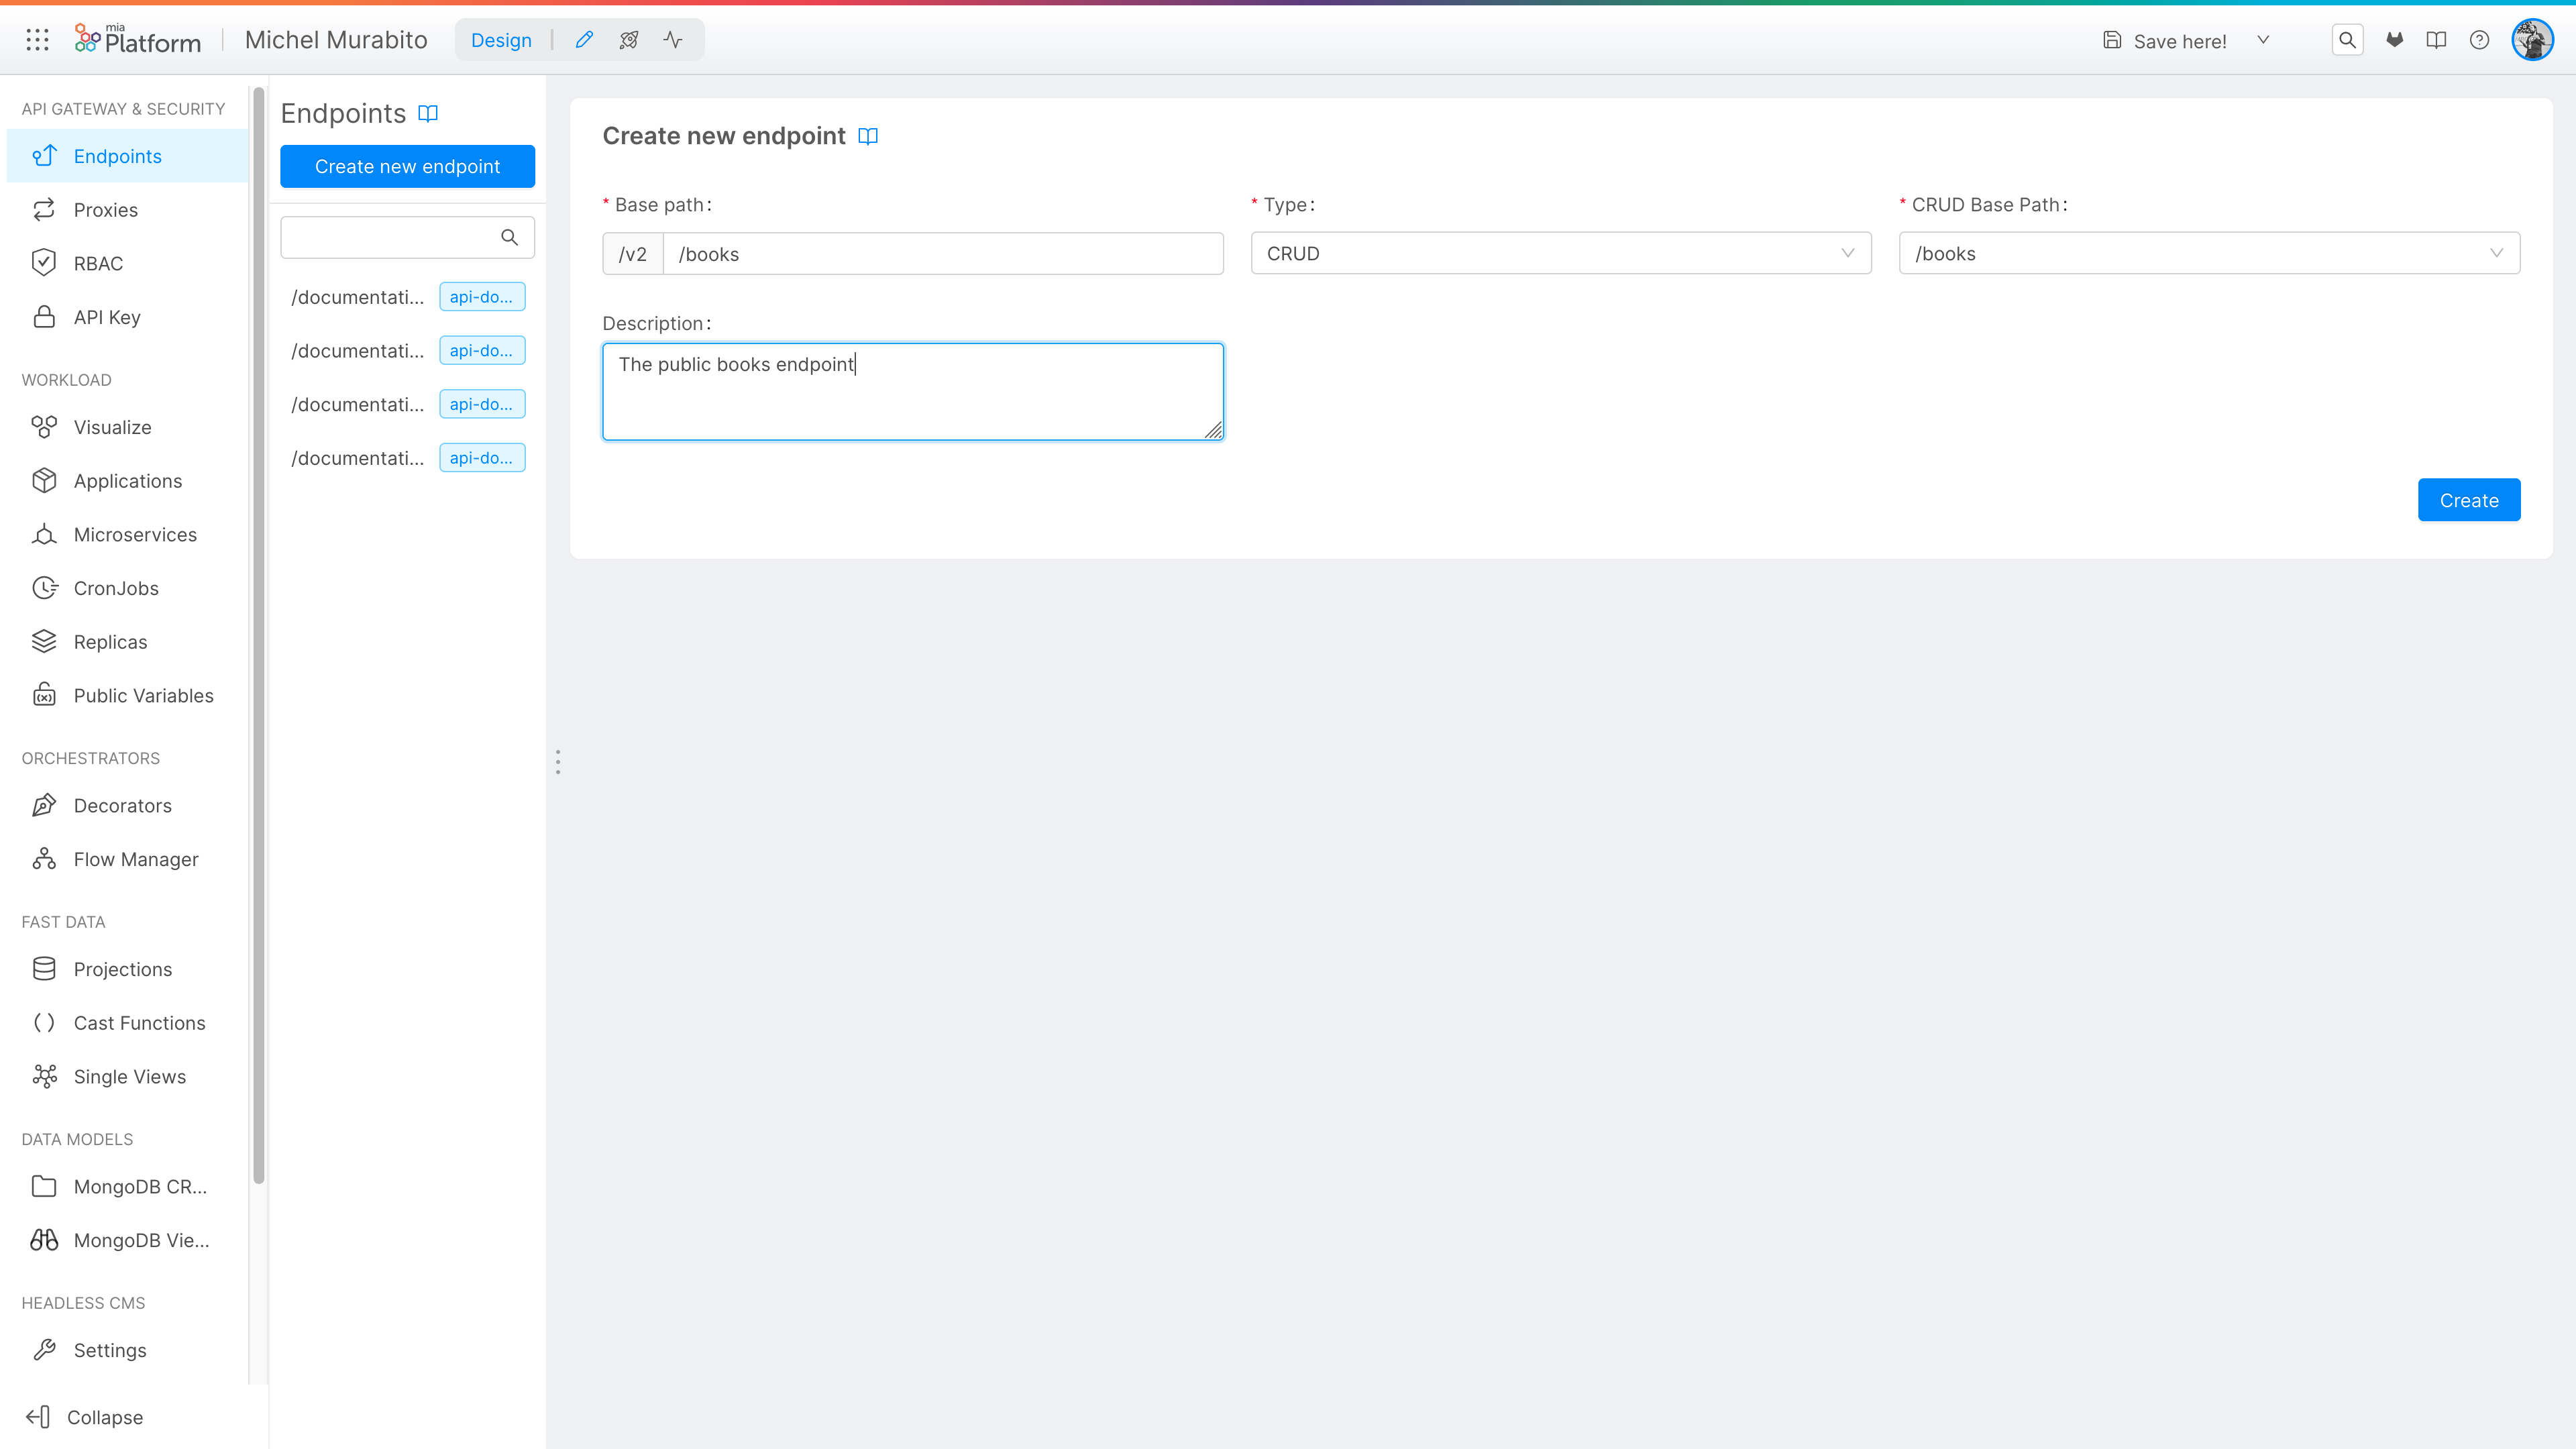 mia
Platform
Michel Murabito
Design
Save here!
API GATEWAY & SECURITY
Endpoints
Proxies
RBAC
API Key
WORKLOAD
Visualize
Applications
Microservices
CronJobs
Replicas
Public Variables
ORCHESTRATORS
Decorators
Flow Manager
FAST DATA
Projections
Cast Functions
Single Views
DATA MODELS
MongoDB CR...
MongoDB Vie...
HEADLESS CMS
Settings
Collapse
Endpoints
Create new endpoint
/documentati... api-do...
/documentati... api-do...
/documentati... api-do...
/documentati... api-do...
Create new endpoint
* Base path:
/v2 /books
* Type:
CRUD
* CRUD Base Path:
/books
Description:
The public books endpoint
Create